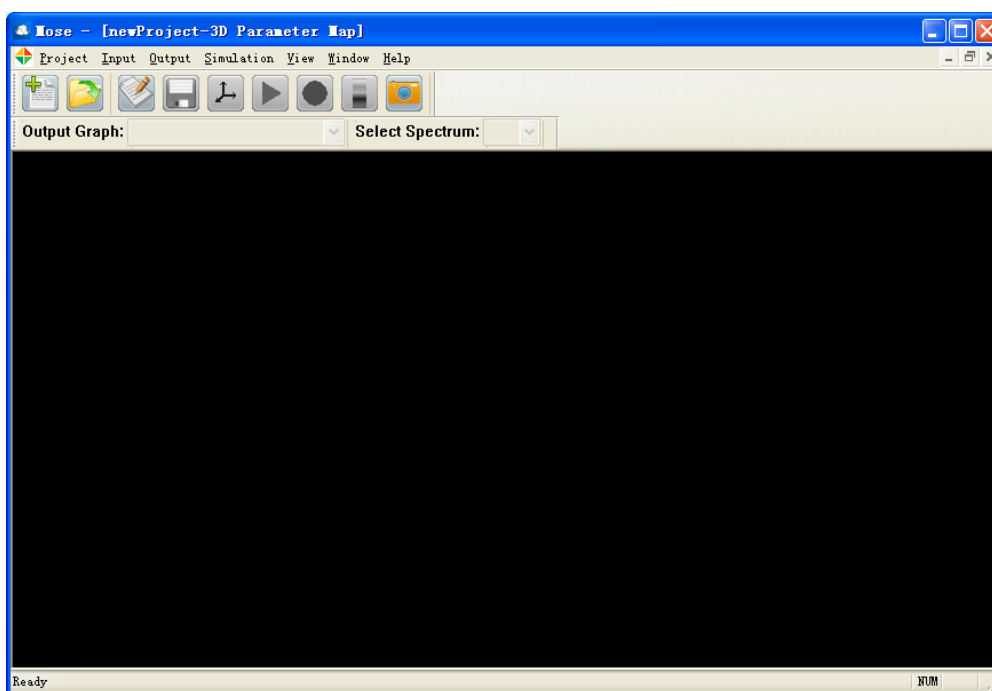 Mose - [newProject-3D Parameter Map]
Project Input Output Simulation View Window Help
Output Graph: Select Spectrum:
Ready NUM